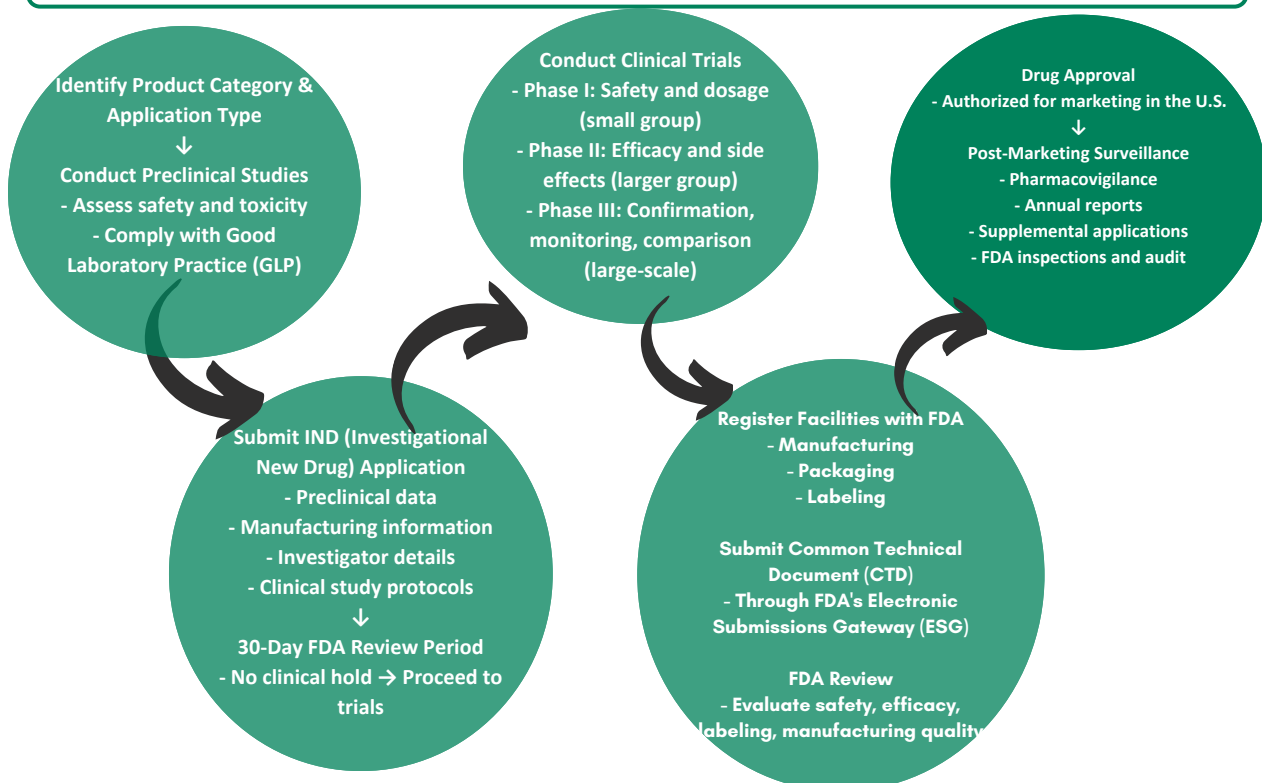 Identify Product Category &
Application Type
↓
Conduct Preclinical Studies
- Assess safety and toxicity
- Comply with Good
Laboratory Practice (GLP)
Submit IND (Investigational
New Drug) Application
- Preclinical data
- Manufacturing information
- Investigator details
- Clinical study protocols
↓
30-Day FDA Review Period
- No clinical hold → Proceed to
trials
Conduct Clinical Trials
- Phase I: Safety and dosage
(small group)
- Phase II: Efficacy and side
effects (larger group)
- Phase III: Confirmation,
monitoring, comparison
(large-scale)
Register Facilities with FDA
- Manufacturing
- Packaging
- Labeling
Submit Common Technical
Document (CTD)
- Through FDA's Electronic
Submissions Gateway (ESG)
FDA Review
- Evaluate safety, efficacy,
labeling, manufacturing quality
Drug Approval
- Authorized for marketing in the U.S.
↓
Post-Marketing Surveillance
- Pharmacovigilance
- Annual reports
- Supplemental applications
- FDA inspections and audit